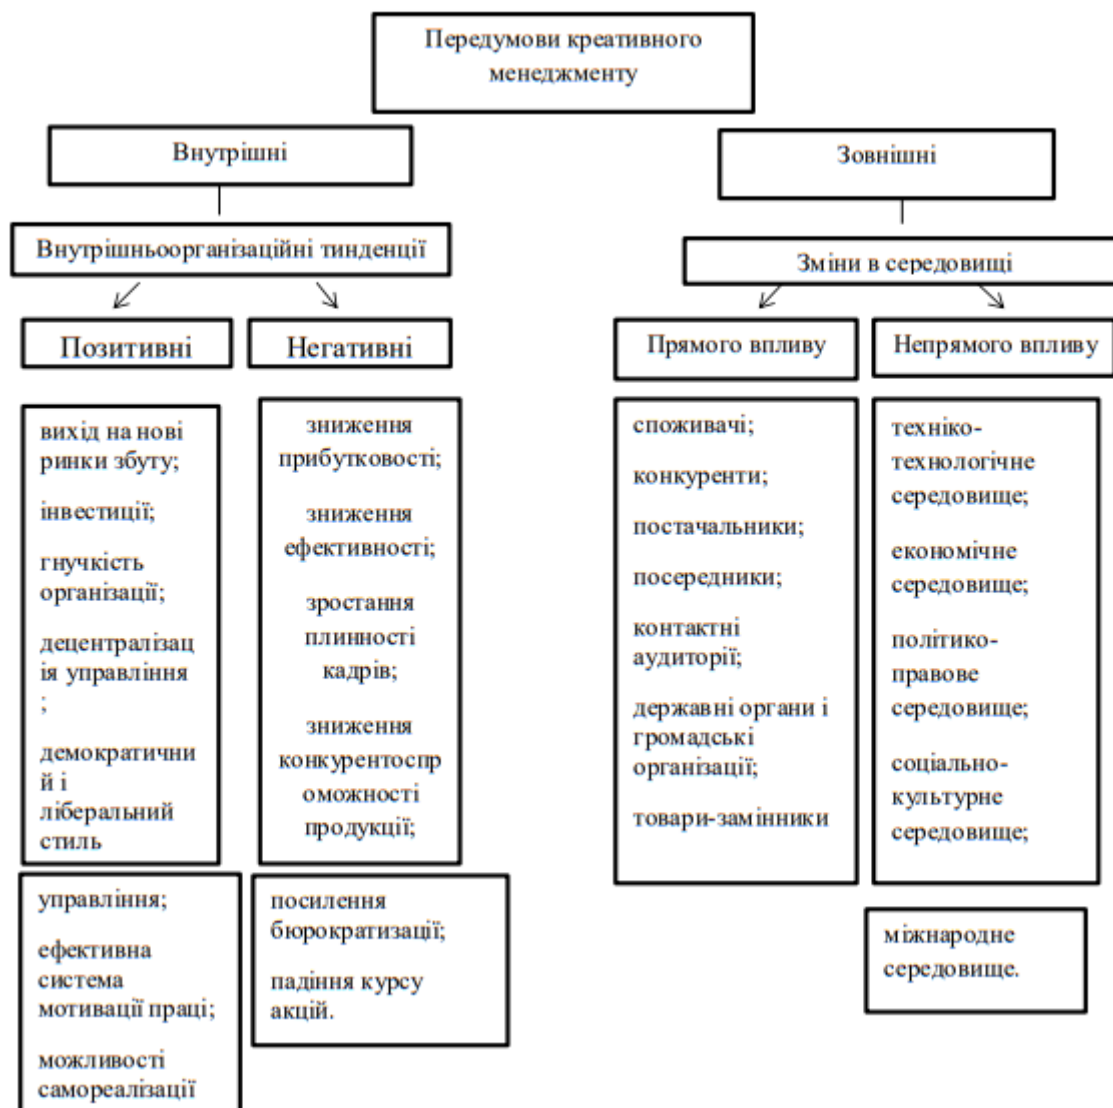 Передумови креативного
менеджменту
Внутрішні
Зовнішні
Внутрішньоорганізаційні тинденції
Зміни в середовищі
Позитивні
Негативні
Прямого впливу
Непрямого впливу
вихід на нові
ринки збуту;
інвестиції;
гнучкість
організації;
децентралізац
ія управління
;
демократични
й і
ліберальний
стиль
управління;
ефективна
система
мотивації праці;
можливості
самореалізації
зниження
прибутковості;
зниження
ефективності;
зростання
плинності
кадрів;
зниження
конкурентоспр
оможності
продукції;
посилення
бюрократизації;
падіння курсу
акцій.
споживачі;
конкуренти;
постачальники;
посередники;
контактні
аудиторії;
державні органи і
громадські
організації;
товари-замінники
техніко-
технологічне
середовище;
економічне
середовище;
політико-
правове
середовище;
соціально-
культурне
середовище;
міжнародне
середовище.